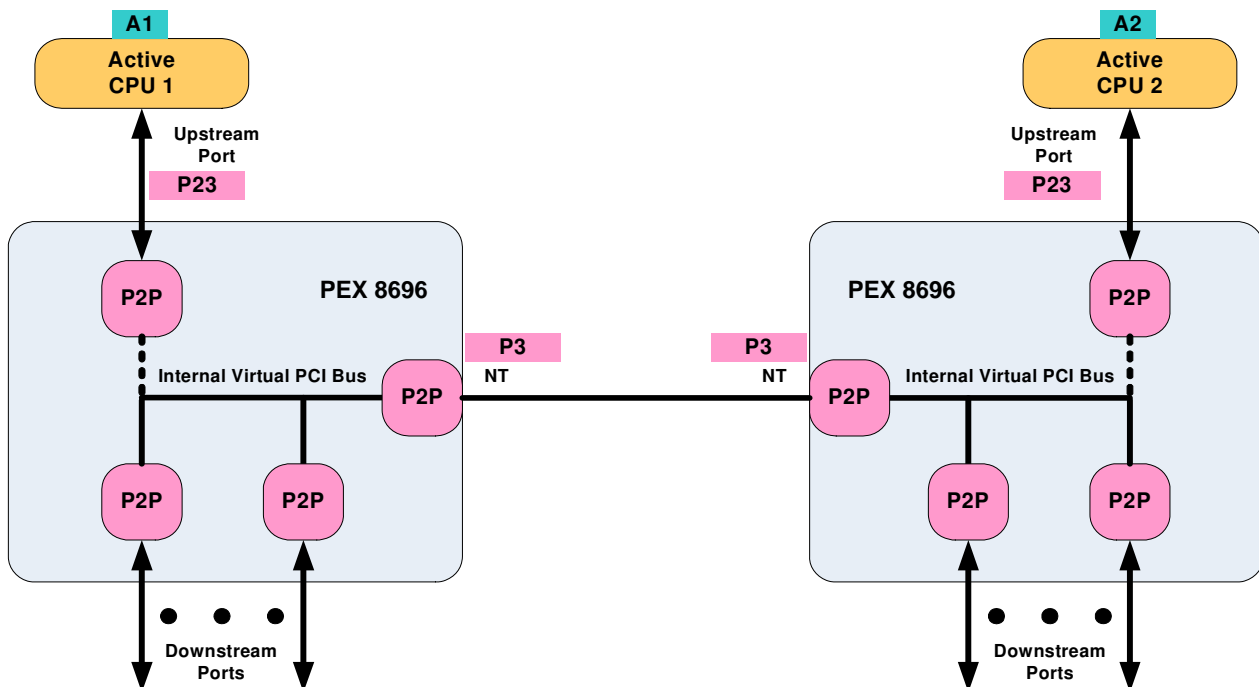 A1
Active
CPU 1
A2
Active
CPU 2
Upstream
Port
P23
Upstream
Port
P23
P2P
PEX 8696
PEX 8696
P2P
P3
NT
P3
NT
Internal Virtual PCI Bus
P2P
P2P
Internal Virtual PCI Bus
P2P
P2P
P2P
P2P
Downstream
Ports
Downstream
Ports